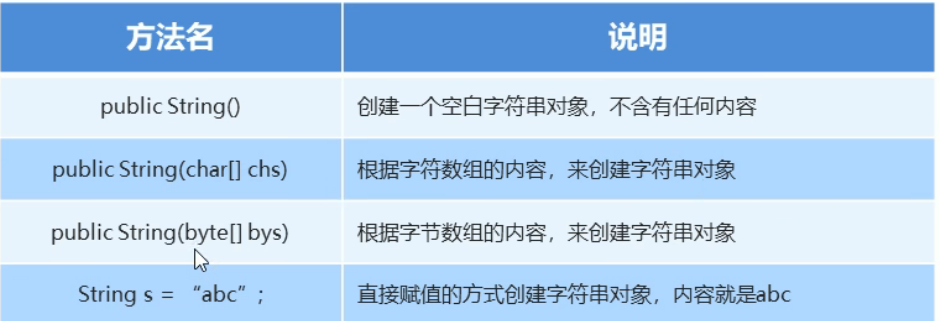 方法名 说明
public String() 创建一个空白字符串对象，不含有任何内容
public String(char[] chs) 根据字符数组的内容，来创建字符串对象
public String(byte[] bys) 根据字节数组的内容，来创建字符串对象
String s = “abc”; 直接赋值的方式创建字符串对象，内容就是abc